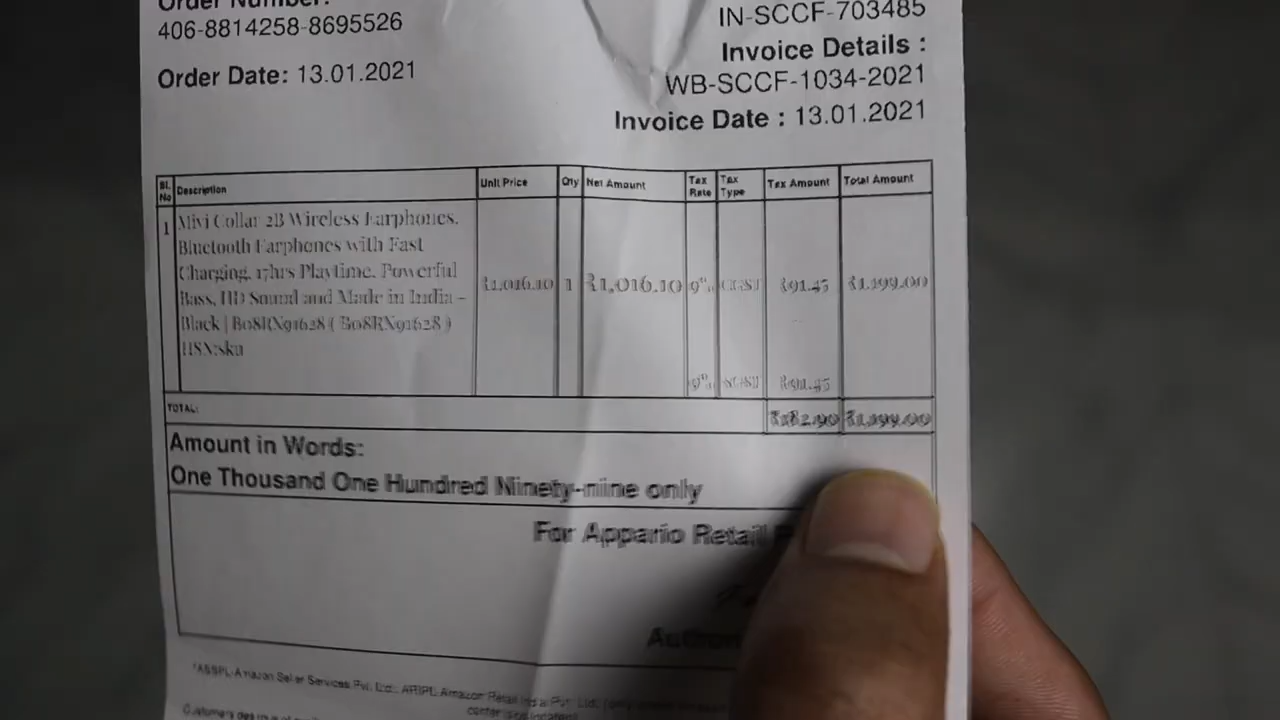 Order Number:
406-8814258-8695526
Order Date: 13.01.2021
IN-SCCF-703485
Invoice Details :
WB-SCCF-1034-2021
Invoice Date : 13.01.2021
Sl. No Description Unit Price Qty Net Amount Tax Rate Tax Type Tax Amount Total Amount
1 Mivi Collar 2B Wireless Earphones,
Bluetooth Earphones with Fast
Charging, 17hrs Playtime, Powerful
Bass, HD Sound and Made in India –
Black | B08RX91628 ( B08RX91628 )
₹1,016.10 1 ₹1,016.10 9% CGST ₹91.45 ₹1,199.00
9% SGST ₹91.45
TOTAL: ₹182.90 ₹1,199.00
Amount in Words:
One Thousand One Hundred Ninety-nine only
For Appario Retail
*ASSPL-Amazon Seller Services Pvt. Ltd., ARIPL-Amazon Retail India Pvt. Ltd. (only